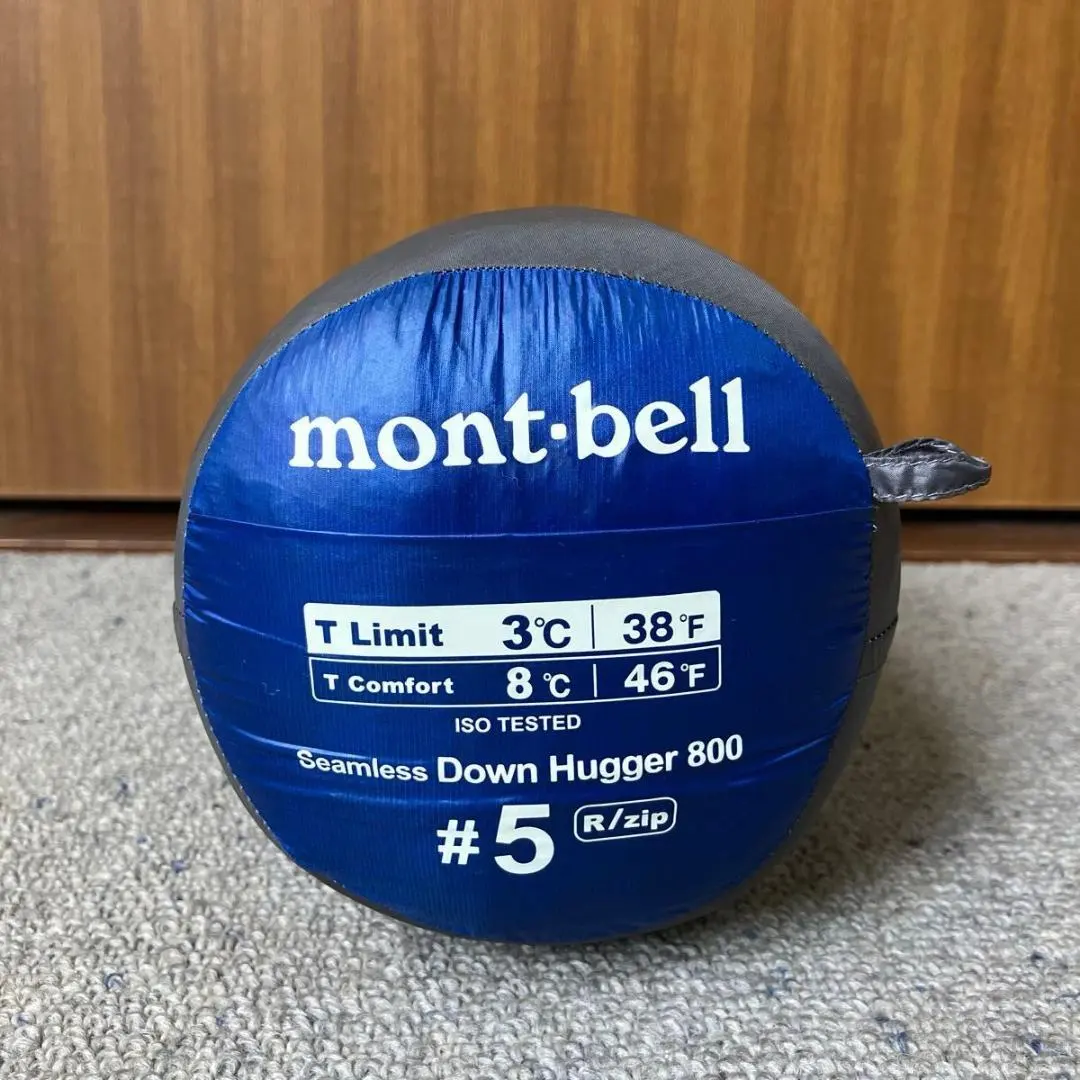 mont·bell
T Limit 3℃ | 38℉
T Comfort 8℃ | 46℉
ISO TESTED
Seamless Down Hugger 800
#5 R/zip